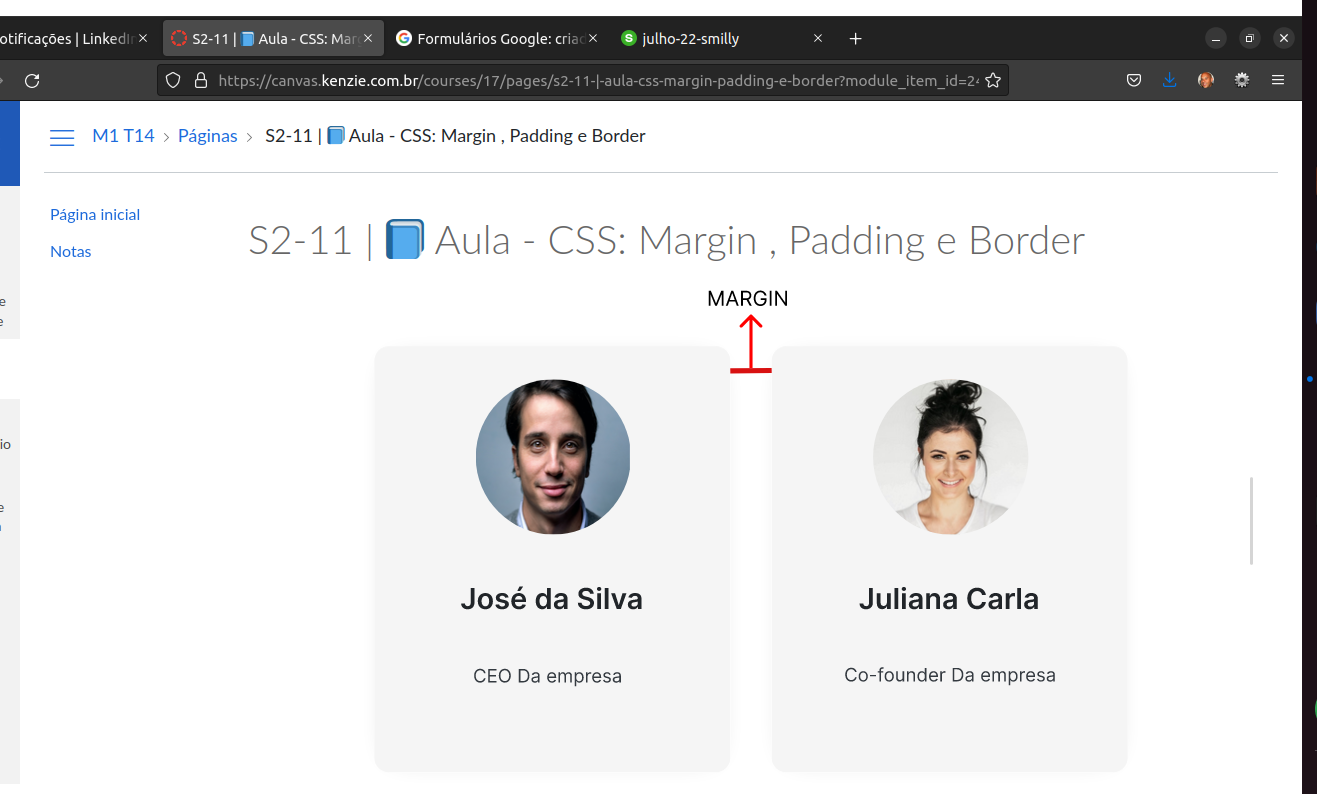 otificações | LinkedIn
S2-11 | Aula - CSS: Mar
Formulários Google: criad
julho-22-smilly
https://canvas.kenzie.com.br/courses/17/pages/s2-11-|-aula-css-margin-padding-e-border?module_item_id=24
M1 T14 › Páginas › S2-11 | 📘 Aula - CSS: Margin , Padding e Border
Página inicial
Notas
S2-11 | 📘 Aula - CSS: Margin , Padding e Border
e
e
io
e
MARGIN
José da Silva
CEO Da empresa
Juliana Carla
Co-founder Da empresa